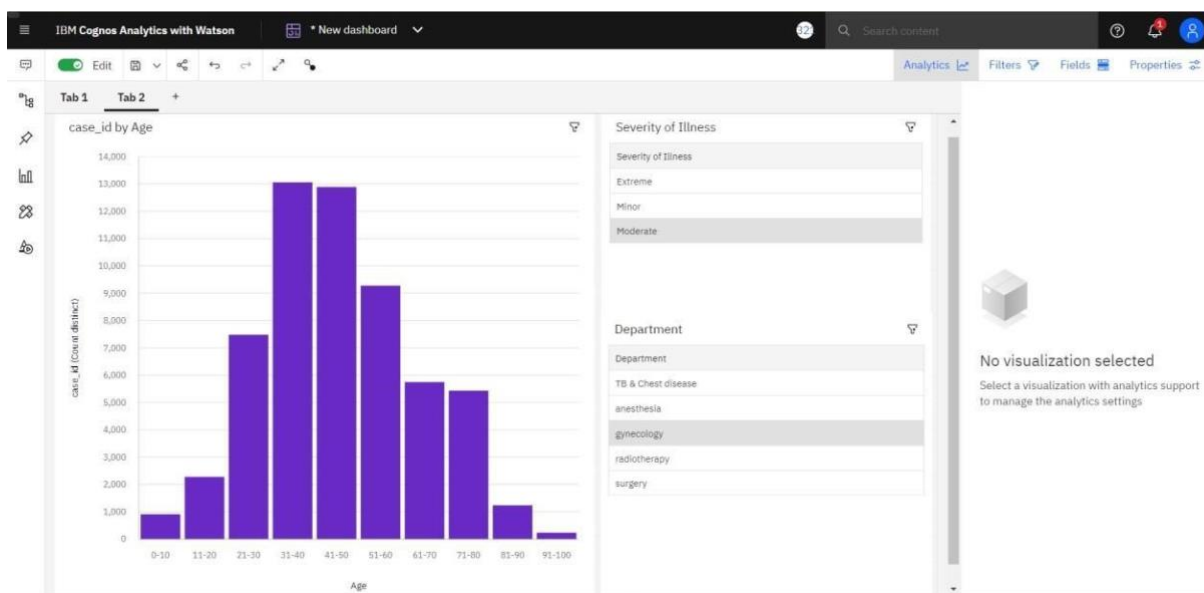 IBM Cognos Analytics with Watson
* New dashboard
Search content
1
Edit
Analytics
Filters
Fields
Properties
Tab 1
Tab 2
+
case_id by Age
14,000
13,000
12,000
11,000
10,000
9,000
8,000
7,000
6,000
5,000
4,000
3,000
2,000
1,000
0
case_id (Count distinct)
0-10 11-20 21-30 31-40 41-50 51-60 61-70 71-80 81-90 91-100
Age
Severity of Illness
Severity of Illness
Extreme
Minor
Moderate
Department
Department
TB & Chest disease
anesthesia
gynecology
radiotherapy
surgery
No visualization selected
Select a visualization with analytics support
to manage the analytics settings